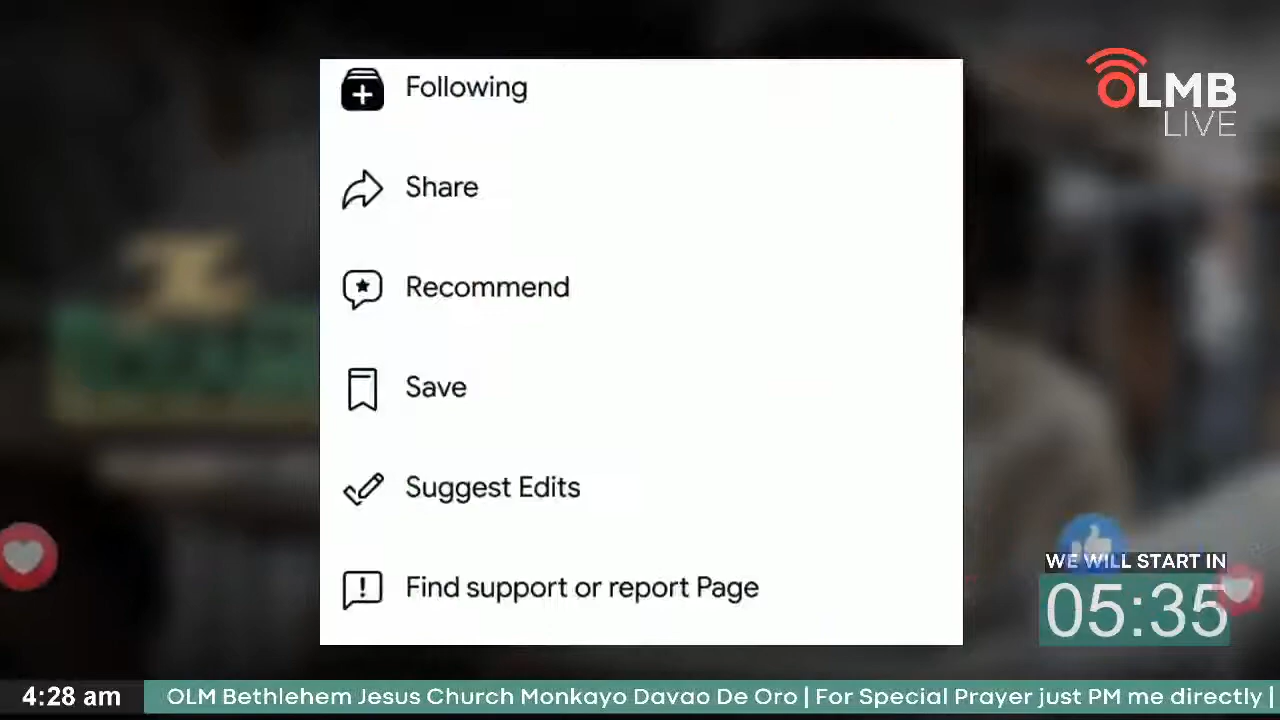 Following
OLMB
LIVE
Share
Recommend
Save
Suggest Edits
Find support or report Page
WE WILL START IN
05:35
4:28 am
OLM Bethlehem Jesus Church Monkayo Davao De Oro | For Special Prayer just PM me directly |